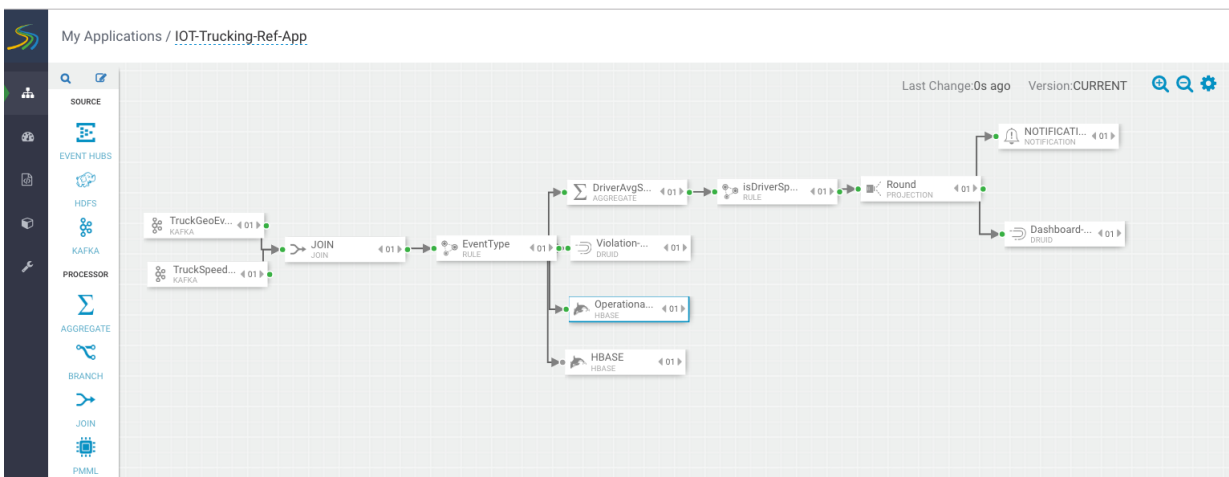 My Applications / IOT-Trucking-Ref-App
Last Change:0s ago Version:CURRENT
SOURCE
EVENT HUBS
HDFS
KAFKA
PROCESSOR
AGGREGATE
BRANCH
JOIN
PMML
TruckGeoEv... 01
KAFKA
TruckSpeed... 01
KAFKA
JOIN 01
JOIN
EventType 01
RULE
DriverAvgS... 01
AGGREGATE
isDriverSp... 01
RULE
Round 01
PROJECTION
NOTIFICATI... 01
NOTIFICATION
Dashboard-... 01
DRUID
Violation-... 01
DRUID
Operationa... 01
HBASE
HBASE 01
HBASE